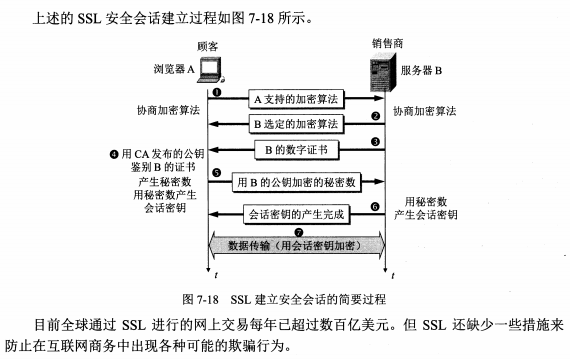 上述的 SSL 安全会话建立过程如图 7-18 所示。
顾客
销售商
浏览器 A
服务器 B
❶
A 支持的加密算法
协商加密算法
协商加密算法
B 选定的加密算法
❷
B 的数字证书
❸
❹ 用 CA 发布的公钥
鉴别 B 的证书
产生秘密数
用秘密数产生
会话密钥
❺
用 B 的公钥加密的秘密数
用秘密数
产生会话密钥
会话密钥的产生完成
❻
❼
数据传输（用会话密钥加密）
t
t
图 7-18 SSL 建立安全会话的简要过程
目前全球通过 SSL 进行的网上交易每年已超过数百亿美元。但 SSL 还缺少一些措施来
防止在互联网商务中出现各种可能的欺骗行为。